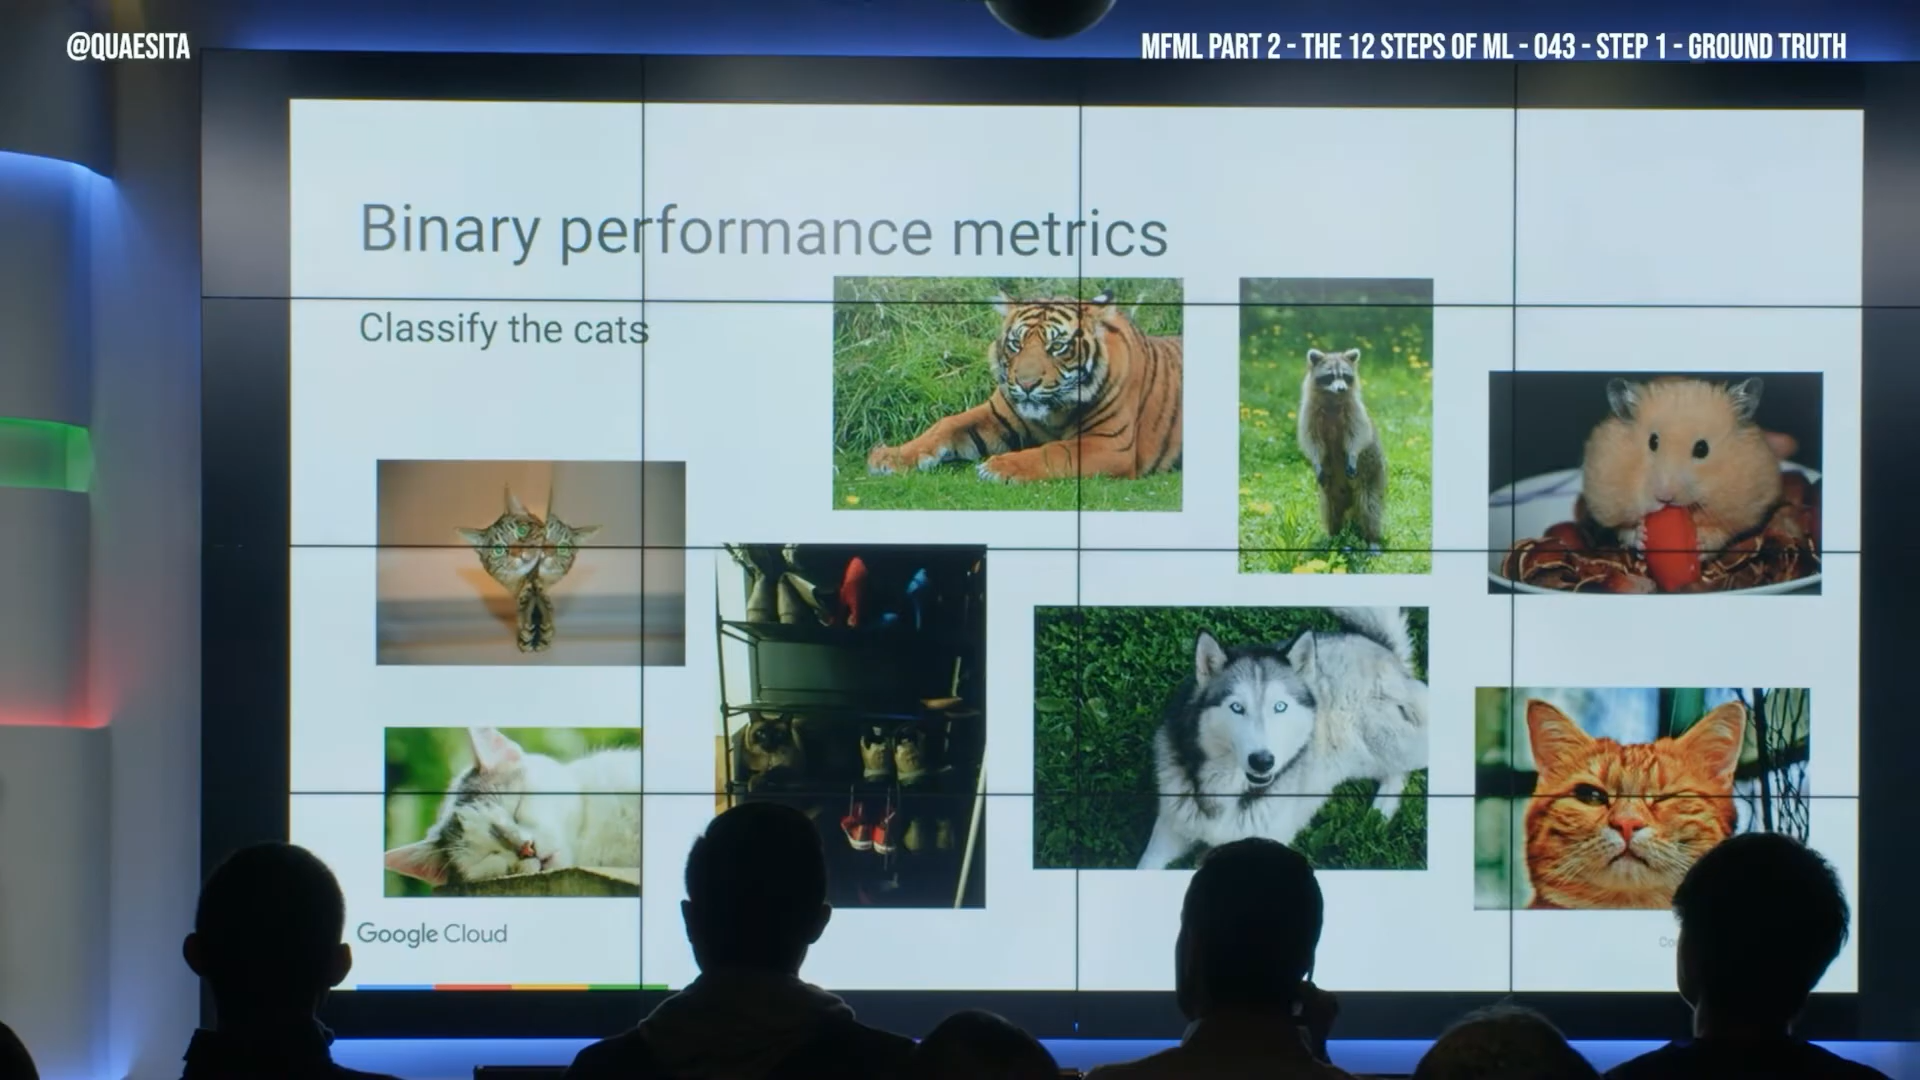 @QUAESITA
MFML PART 2 - THE 12 STEPS OF ML - 043 - STEP 1 - GROUND TRUTH
Binary performance metrics
Classify the cats
Google Cloud